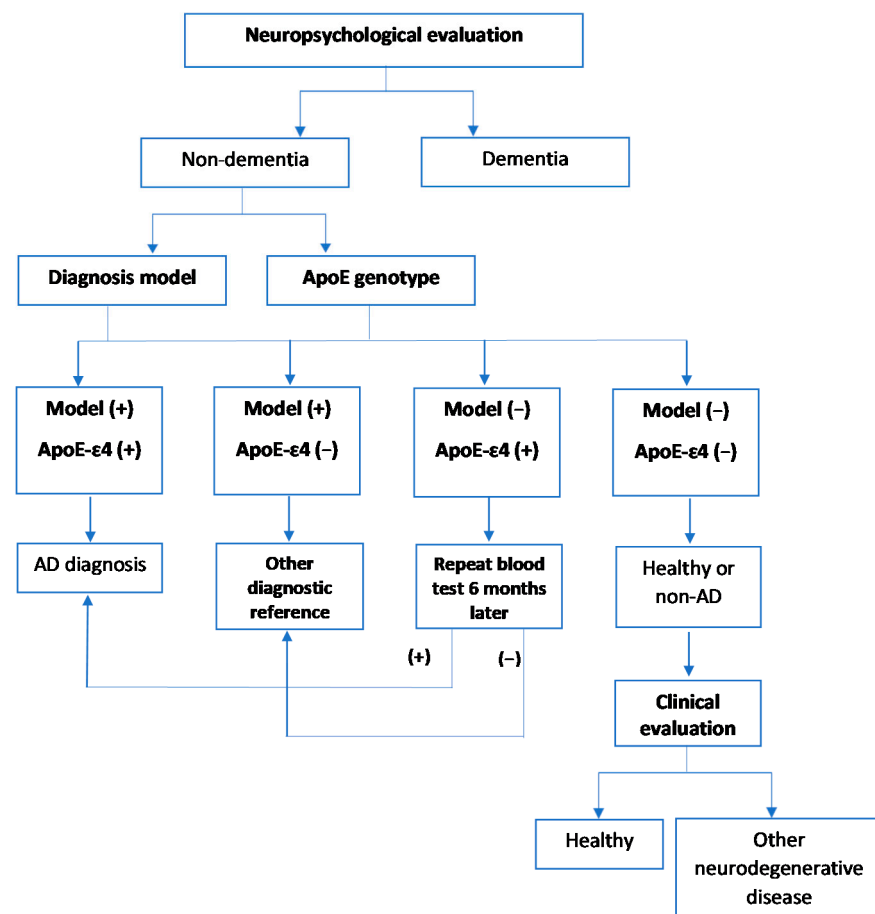 Neuropsychological evaluation
Non-dementia
Dementia
Diagnosis model
ApoE genotype
Model (+)
ApoE-ε4 (+)
Model (+)
ApoE-ε4 (−)
Model (−)
ApoE-ε4 (+)
Model (−)
ApoE-ε4 (−)
AD diagnosis
Other
diagnostic
reference
Repeat blood
test 6 months
later
Healthy or
non-AD
(+)
(−)
Clinical
evaluation
Healthy
Other
neurodegenerative
disease